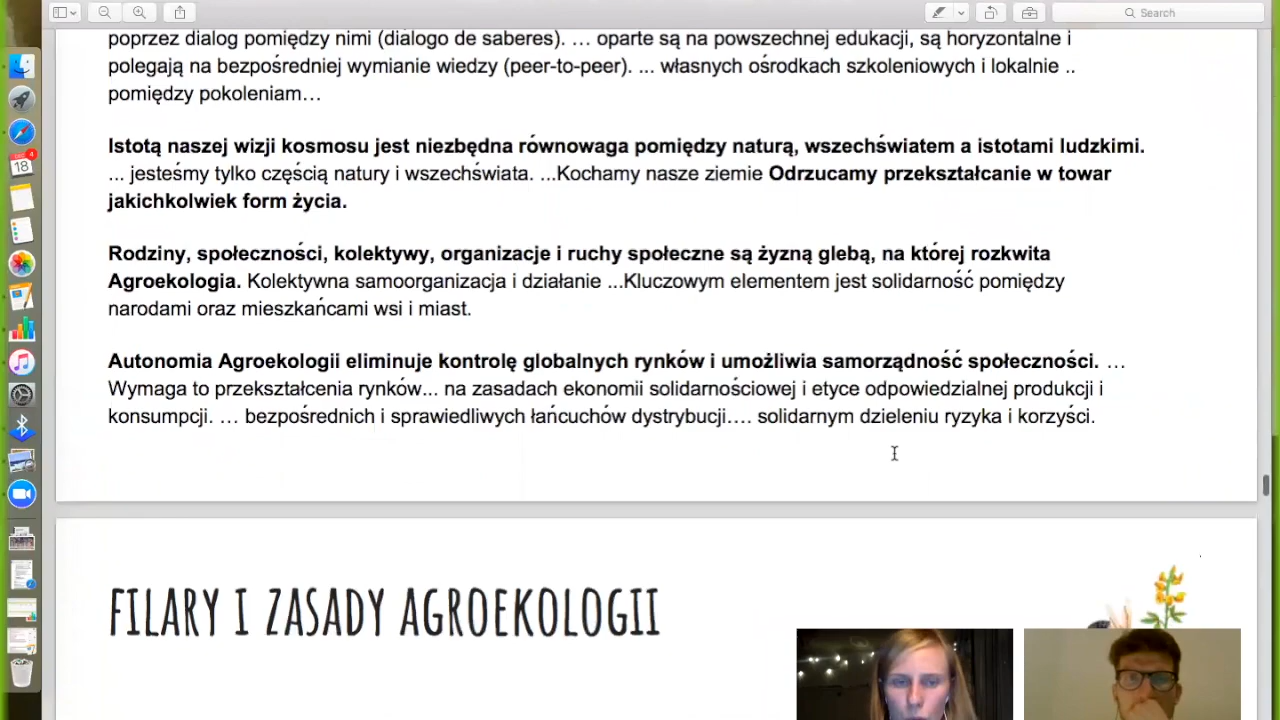 Search
poprzez dialog pomiędzy nimi (diálogo de saberes). … oparte są na powszechnej edukacji, są horyzontalne i
polegają na bezpośredniej wymianie wiedzy (peer-to-peer). ... własnych ośrodkach szkoleniowych i lokalnie ..
pomiędzy pokoleniam…
Istotą naszej wizji kosmosu jest niezbędna równowaga pomiędzy naturą, wszechświatem a istotami ludzkimi.
... jesteśmy tylko częścią natury i wszechświata. ...Kochamy nasze ziemie Odrzucamy przekształcanie w towar
jakichkolwiek form życia.
Rodziny, społeczności, kolektywy, organizacje i ruchy społeczne są żyzną glebą, na której rozkwita
Agroekologia. Kolektywna samoorganizacja i działanie ...Kluczowym elementem jest solidarność pomiędzy
narodami oraz mieszkańcami wsi i miast.
Autonomia Agroekologii eliminuje kontrolę globalnych rynków i umożliwia samorządność społeczności. …
Wymaga to przekształcenia rynków... na zasadach ekonomii solidarnościowej i etyce odpowiedzialnej produkcji i
konsumpcji. … bezpośrednich i sprawiedliwych łańcuchów dystrybucji…. solidarnym dzieleniu ryzyka i korzyści.
FILARY I ZASADY AGROEKOLOGII
18
4